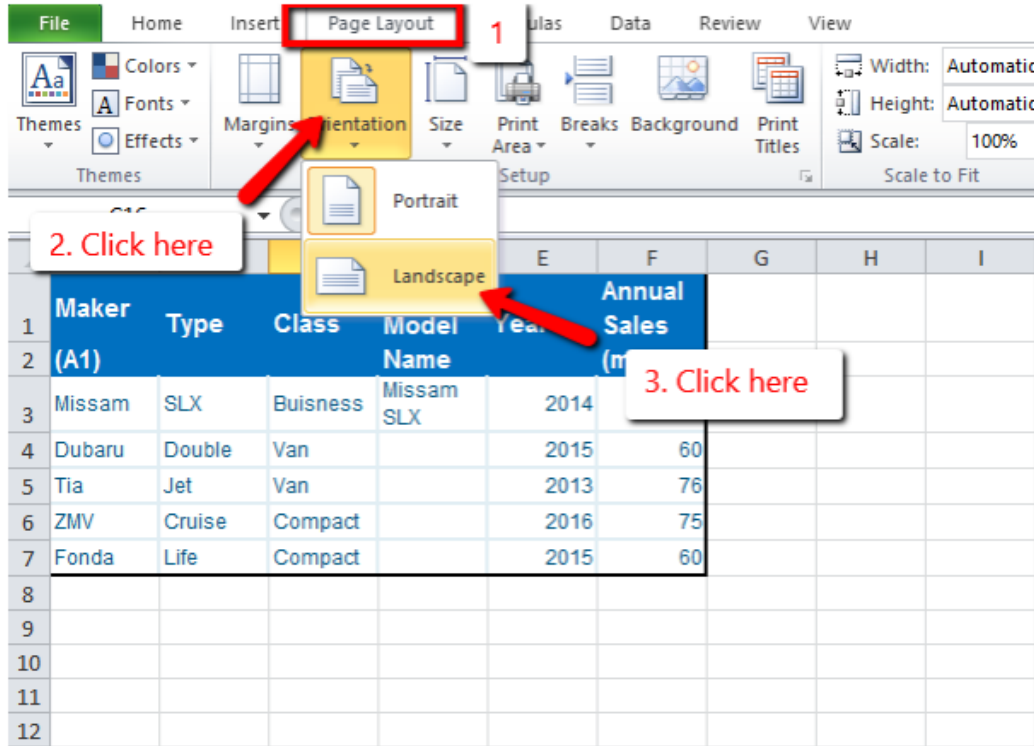 File Home Insert Page Layout 1 ulas Data Review View
Colors Width: Automatic
Aa A Fonts Height: Automatic
Themes Effects Margins rientation Size Print Area Breaks Background Print Titles Scale: 100%
Themes Setup Scale to Fit
Portrait
2. Click here
Landscape
E F G H I
1 Maker Type Class Model Year Annual Sales
2 (A1) Name (m
3. Click here
3 Missam SLX Buisness Missam SLX 2014
4 Dubaru Double Van 2015 60
5 Tia Jet Van 2013 76
6 ZMV Cruise Compact 2016 75
7 Fonda Life Compact 2015 60
8
9
10
11
12